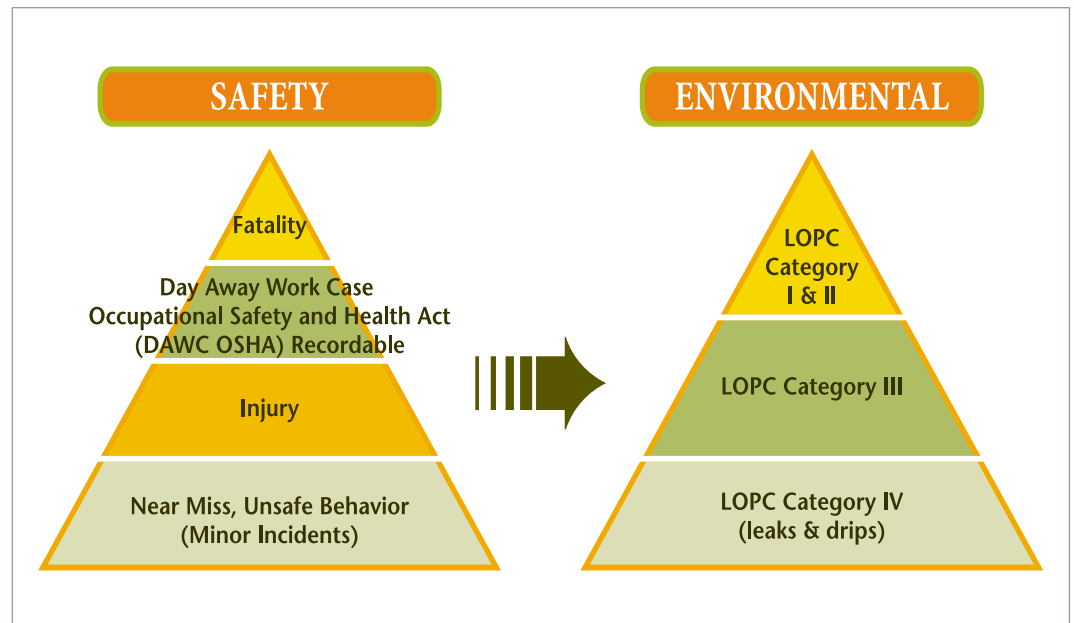 SAFETY
Fatality
Day Away Work Case
Occupational Safety and Health Act
(DAWC OSHA) Recordable
Injury
Near Miss, Unsafe Behavior
(Minor Incidents)
ENVIRONMENTAL
LOPC
Category
I & II
LOPC Category III
LOPC Category IV
(leaks & drips)